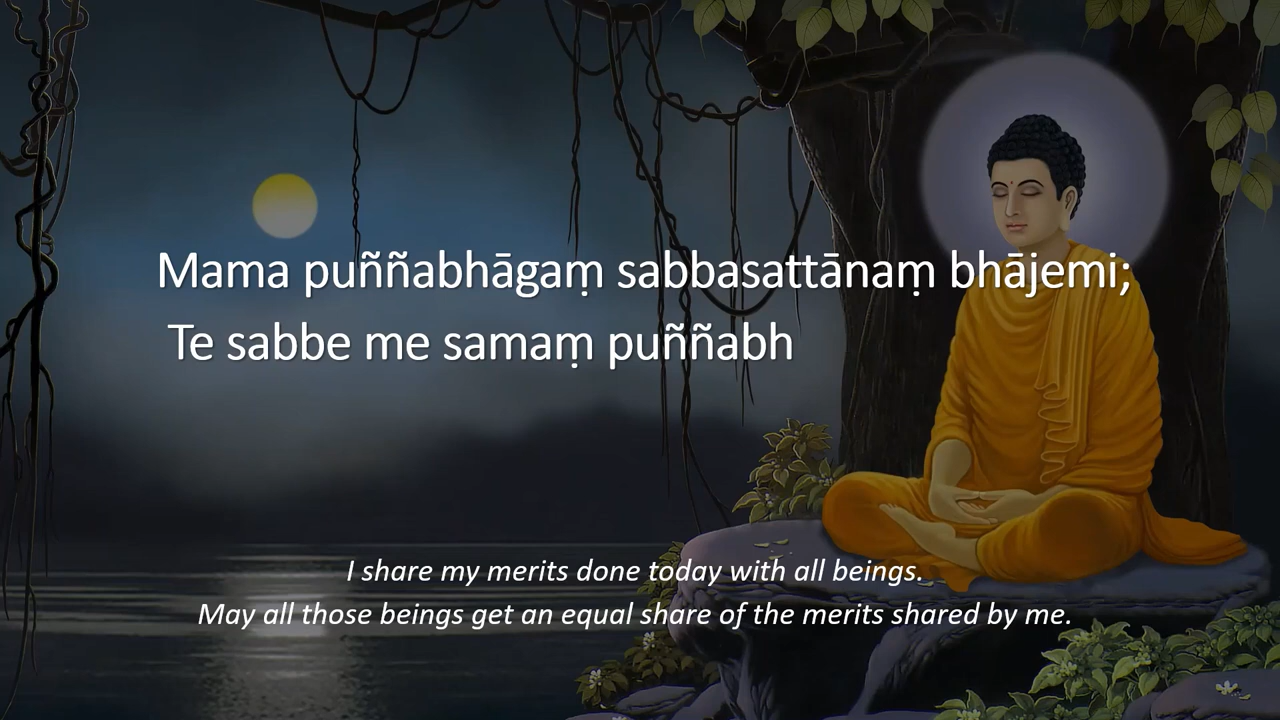 Mama puññabhāgaṃ sabbasattānaṃ bhājemi;
Te sabbe me samaṃ puññabh
I share my merits done today with all beings.
May all those beings get an equal share of the merits shared by me.